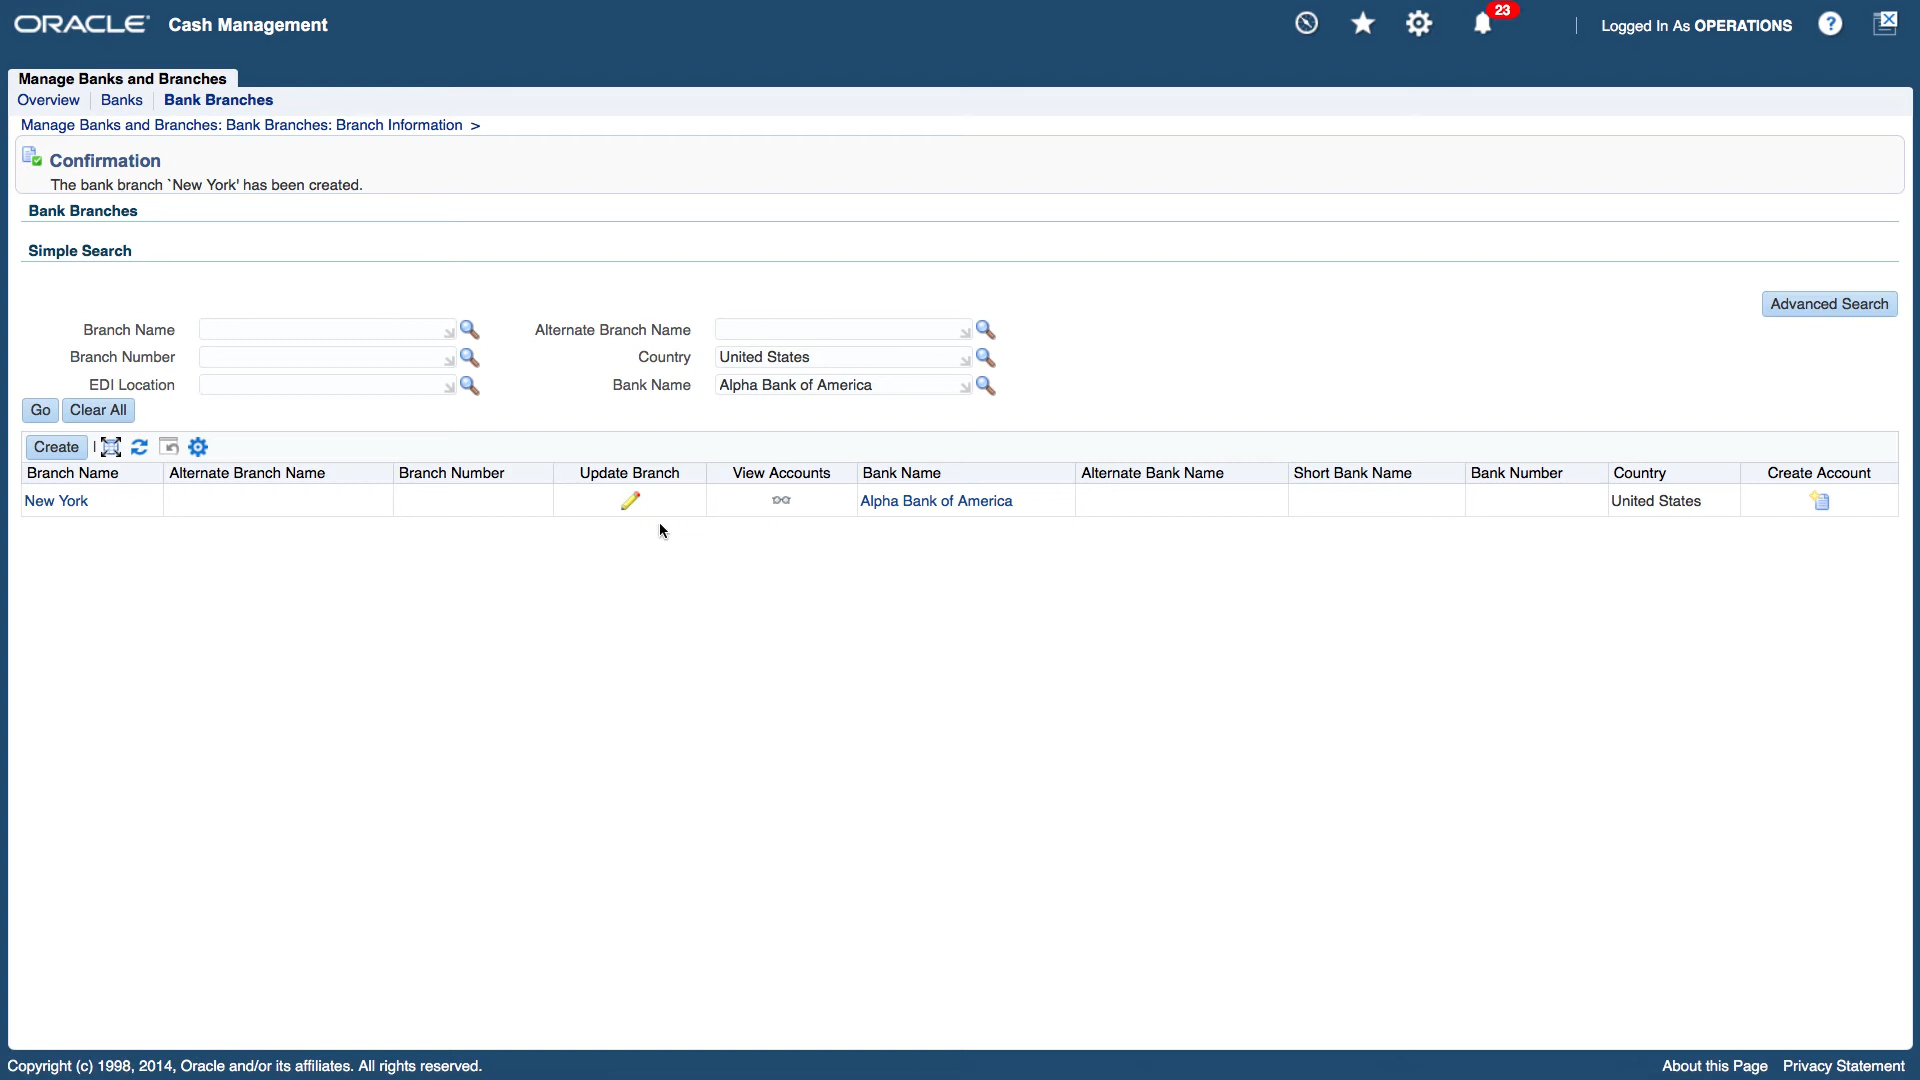 ORACLE Cash Management 23 Logged In As OPERATIONS ?
Manage Banks and Branches
Overview Banks Bank Branches
Manage Banks and Branches: Bank Branches: Branch Information >
Confirmation
The bank branch `New York' has been created.
Bank Branches
Simple Search
Advanced Search
Branch Name Alternate Branch Name
Branch Number Country United States
EDI Location Bank Name Alpha Bank of America
Go Clear All
Create
Branch Name Alternate Branch Name Branch Number Update Branch View Accounts Bank Name Alternate Bank Name Short Bank Name Bank Number Country Create Account
New York Alpha Bank of America United States
Copyright (c) 1998, 2014, Oracle and/or its affiliates. All rights reserved. About this Page Privacy Statement